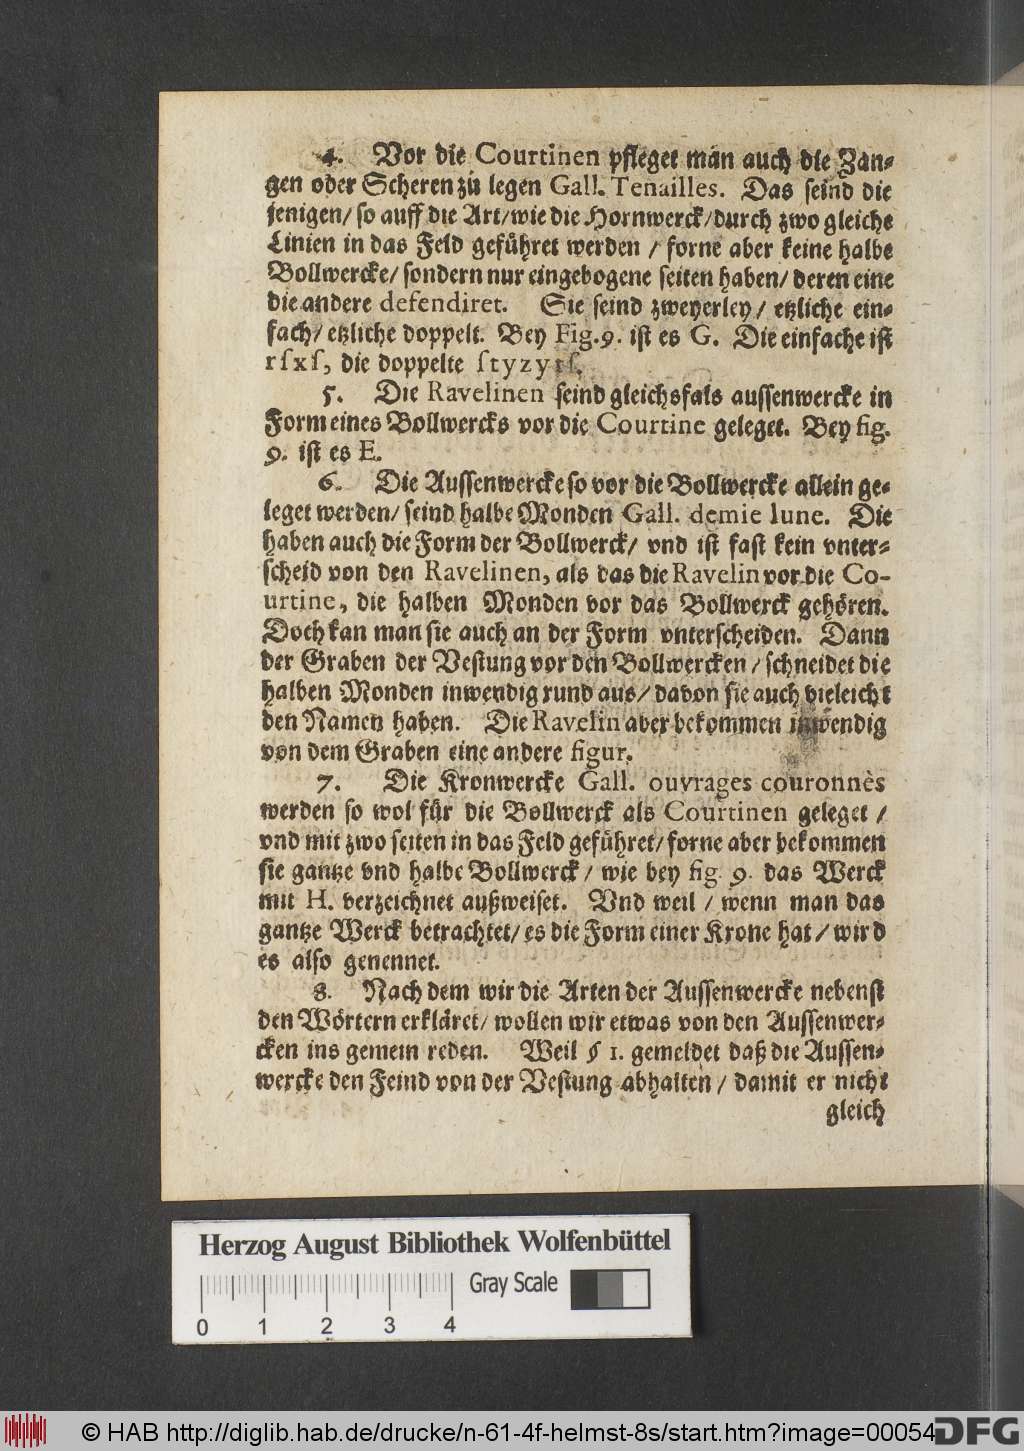 4. Vor die Courtinen pfleget man auch die Zan-
gen oder Scheren zu legen Gall. Tenailles. Das seind die
jenigen/ so auff die Art/ wie die Hornwerck/ durch zwo gleiche
Linien in das Feld geführet werden / forne aber keine halbe
Bollwercke/ sondern nur eingebogene seiten haben/ deren eine
die andere defendiret. Sie seind zweyerley/ etzliche ein-
fach/ etzliche doppelt. Bey Fig. 9. ist es G. Die einfache ist
rſxſ, die doppelte ſtyzytſ.
5. Die Ravelinen seind gleichsfals aussenwercke in
Form eines Bollwercks vor die Courtine geleget. Bey fig.
9. ist es E.
6. Die Aussenwercke so vor die Bollwercke allein ge-
leget werden/ seind halbe Monden Gall. demie lune. Die
haben auch die Form der Bollwerck/ vnd ist fast kein vnter-
scheid von den Ravelinen, als das die Ravelin vor die Co-
urtine, die halben Monden vor das Bollwerck gehören.
Doch kan man sie auch an der Form vnterscheiden. Dann
der Graben der Vestung vor den Bollwercken / schneidet die
halben Monden inwendig rund aus/ davon sie auch vieleicht
den Namen haben. Die Ravelin aber bekommen inwendig
von dem Graben eine andere figur.
7. Die Kronwercke Gall. ouvrages couronnès
werden so wol für die Bollwerck als Courtinen geleget /
vnd mit zwo seiten in das Feld geführet/ forne aber bekommen
sie gantze vnd halbe Bollwerck / wie bey fig. 9. das Werck
mit H. verzeichnet außweiset. Vnd weil / wenn man das
gantze Werck betrachtet/ es die Form einer Krone hat / wird
es also genennet.
8. Nach dem wir die Arten der Aussenwercke nebenst
den Wörtern erkläret/ wollen wir etwas von den Aussenwer-
cken ins gemein reden. Weil § 1. gemeldet daß die Aussen-
wercke den Feind von der Vestung abhalten / damit er nicht
gleich
Herzog August Bibliothek Wolfenbüttel
Gray Scale
0 1 2 3 4
© HAB http://diglib.hab.de/drucke/n-61-4f-helmst-8s/start.htm?image=00054
DFG